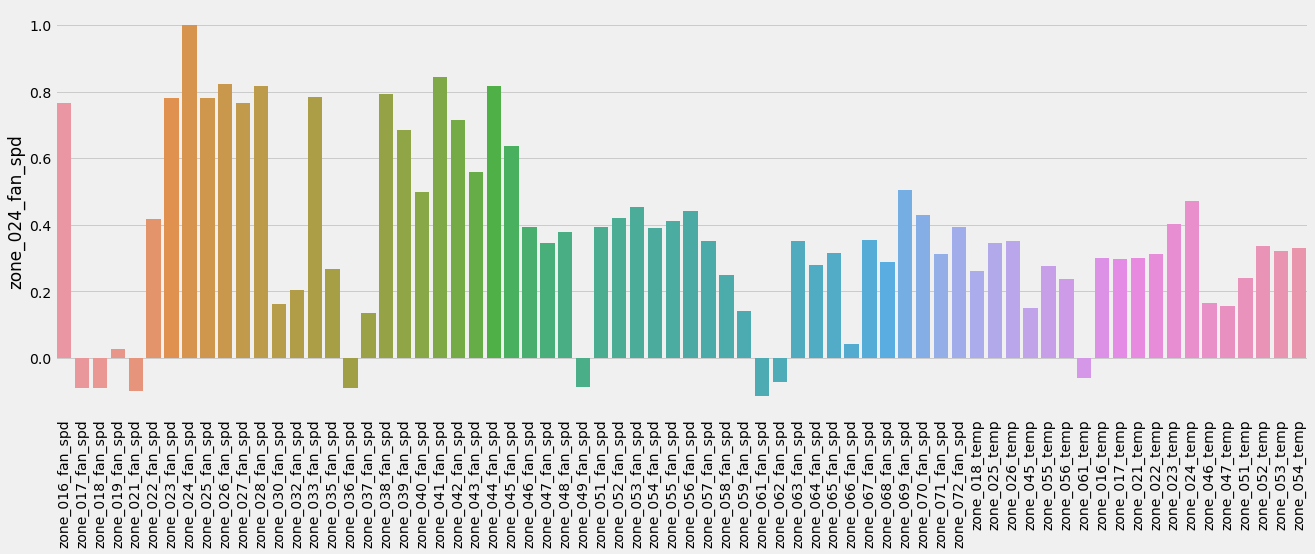 1.0
0.8
0.6
0.4
0.2
0.0
zone_024_fan_spd
zone_016_fan_spd
zone_017_fan_spd
zone_018_fan_spd
zone_019_fan_spd
zone_021_fan_spd
zone_022_fan_spd
zone_023_fan_spd
zone_024_fan_spd
zone_025_fan_spd
zone_026_fan_spd
zone_027_fan_spd
zone_028_fan_spd
zone_030_fan_spd
zone_032_fan_spd
zone_033_fan_spd
zone_035_fan_spd
zone_036_fan_spd
zone_037_fan_spd
zone_038_fan_spd
zone_039_fan_spd
zone_040_fan_spd
zone_041_fan_spd
zone_042_fan_spd
zone_043_fan_spd
zone_044_fan_spd
zone_045_fan_spd
zone_046_fan_spd
zone_047_fan_spd
zone_048_fan_spd
zone_049_fan_spd
zone_051_fan_spd
zone_052_fan_spd
zone_053_fan_spd
zone_054_fan_spd
zone_055_fan_spd
zone_056_fan_spd
zone_057_fan_spd
zone_058_fan_spd
zone_059_fan_spd
zone_061_fan_spd
zone_062_fan_spd
zone_063_fan_spd
zone_064_fan_spd
zone_065_fan_spd
zone_066_fan_spd
zone_067_fan_spd
zone_068_fan_spd
zone_069_fan_spd
zone_070_fan_spd
zone_071_fan_spd
zone_072_fan_spd
zone_018_temp
zone_025_temp
zone_026_temp
zone_045_temp
zone_055_temp
zone_056_temp
zone_061_temp
zone_016_temp
zone_017_temp
zone_021_temp
zone_022_temp
zone_023_temp
zone_024_temp
zone_046_temp
zone_047_temp
zone_051_temp
zone_052_temp
zone_053_temp
zone_054_temp